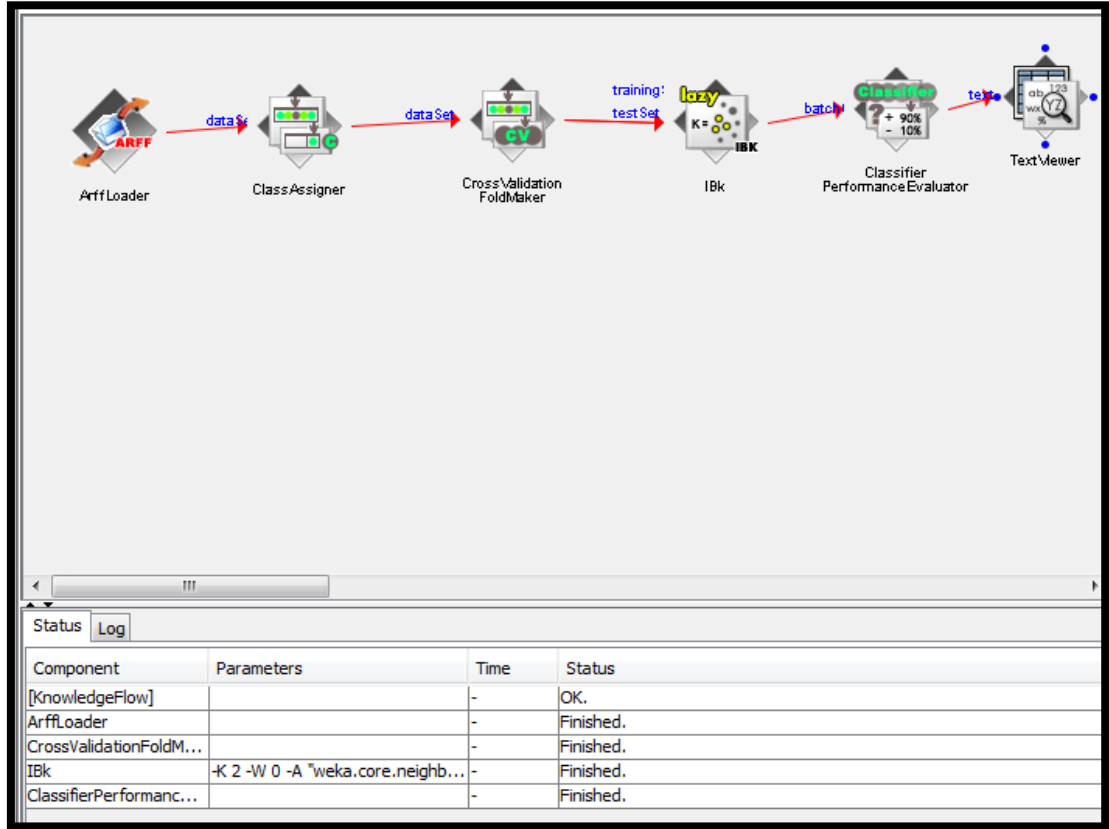 ARFF
ArffLoader
dataSe
C
ClassAssigner
dataSet
CV
CrossValidation
FoldMaker
training
testSet
lazy
K=
IBK
IBk
batch
Classifier
? + 90%
- 10%
Classifier
PerformanceEvaluator
text
ab 123
wx YZ
%
TextViewer
Status Log
Component Parameters Time Status
[KnowledgeFlow] - OK.
ArffLoader - Finished.
CrossValidationFoldM... - Finished.
IBk -K 2 -W 0 -A "weka.core.neighb... - Finished.
ClassifierPerformanc... - Finished.